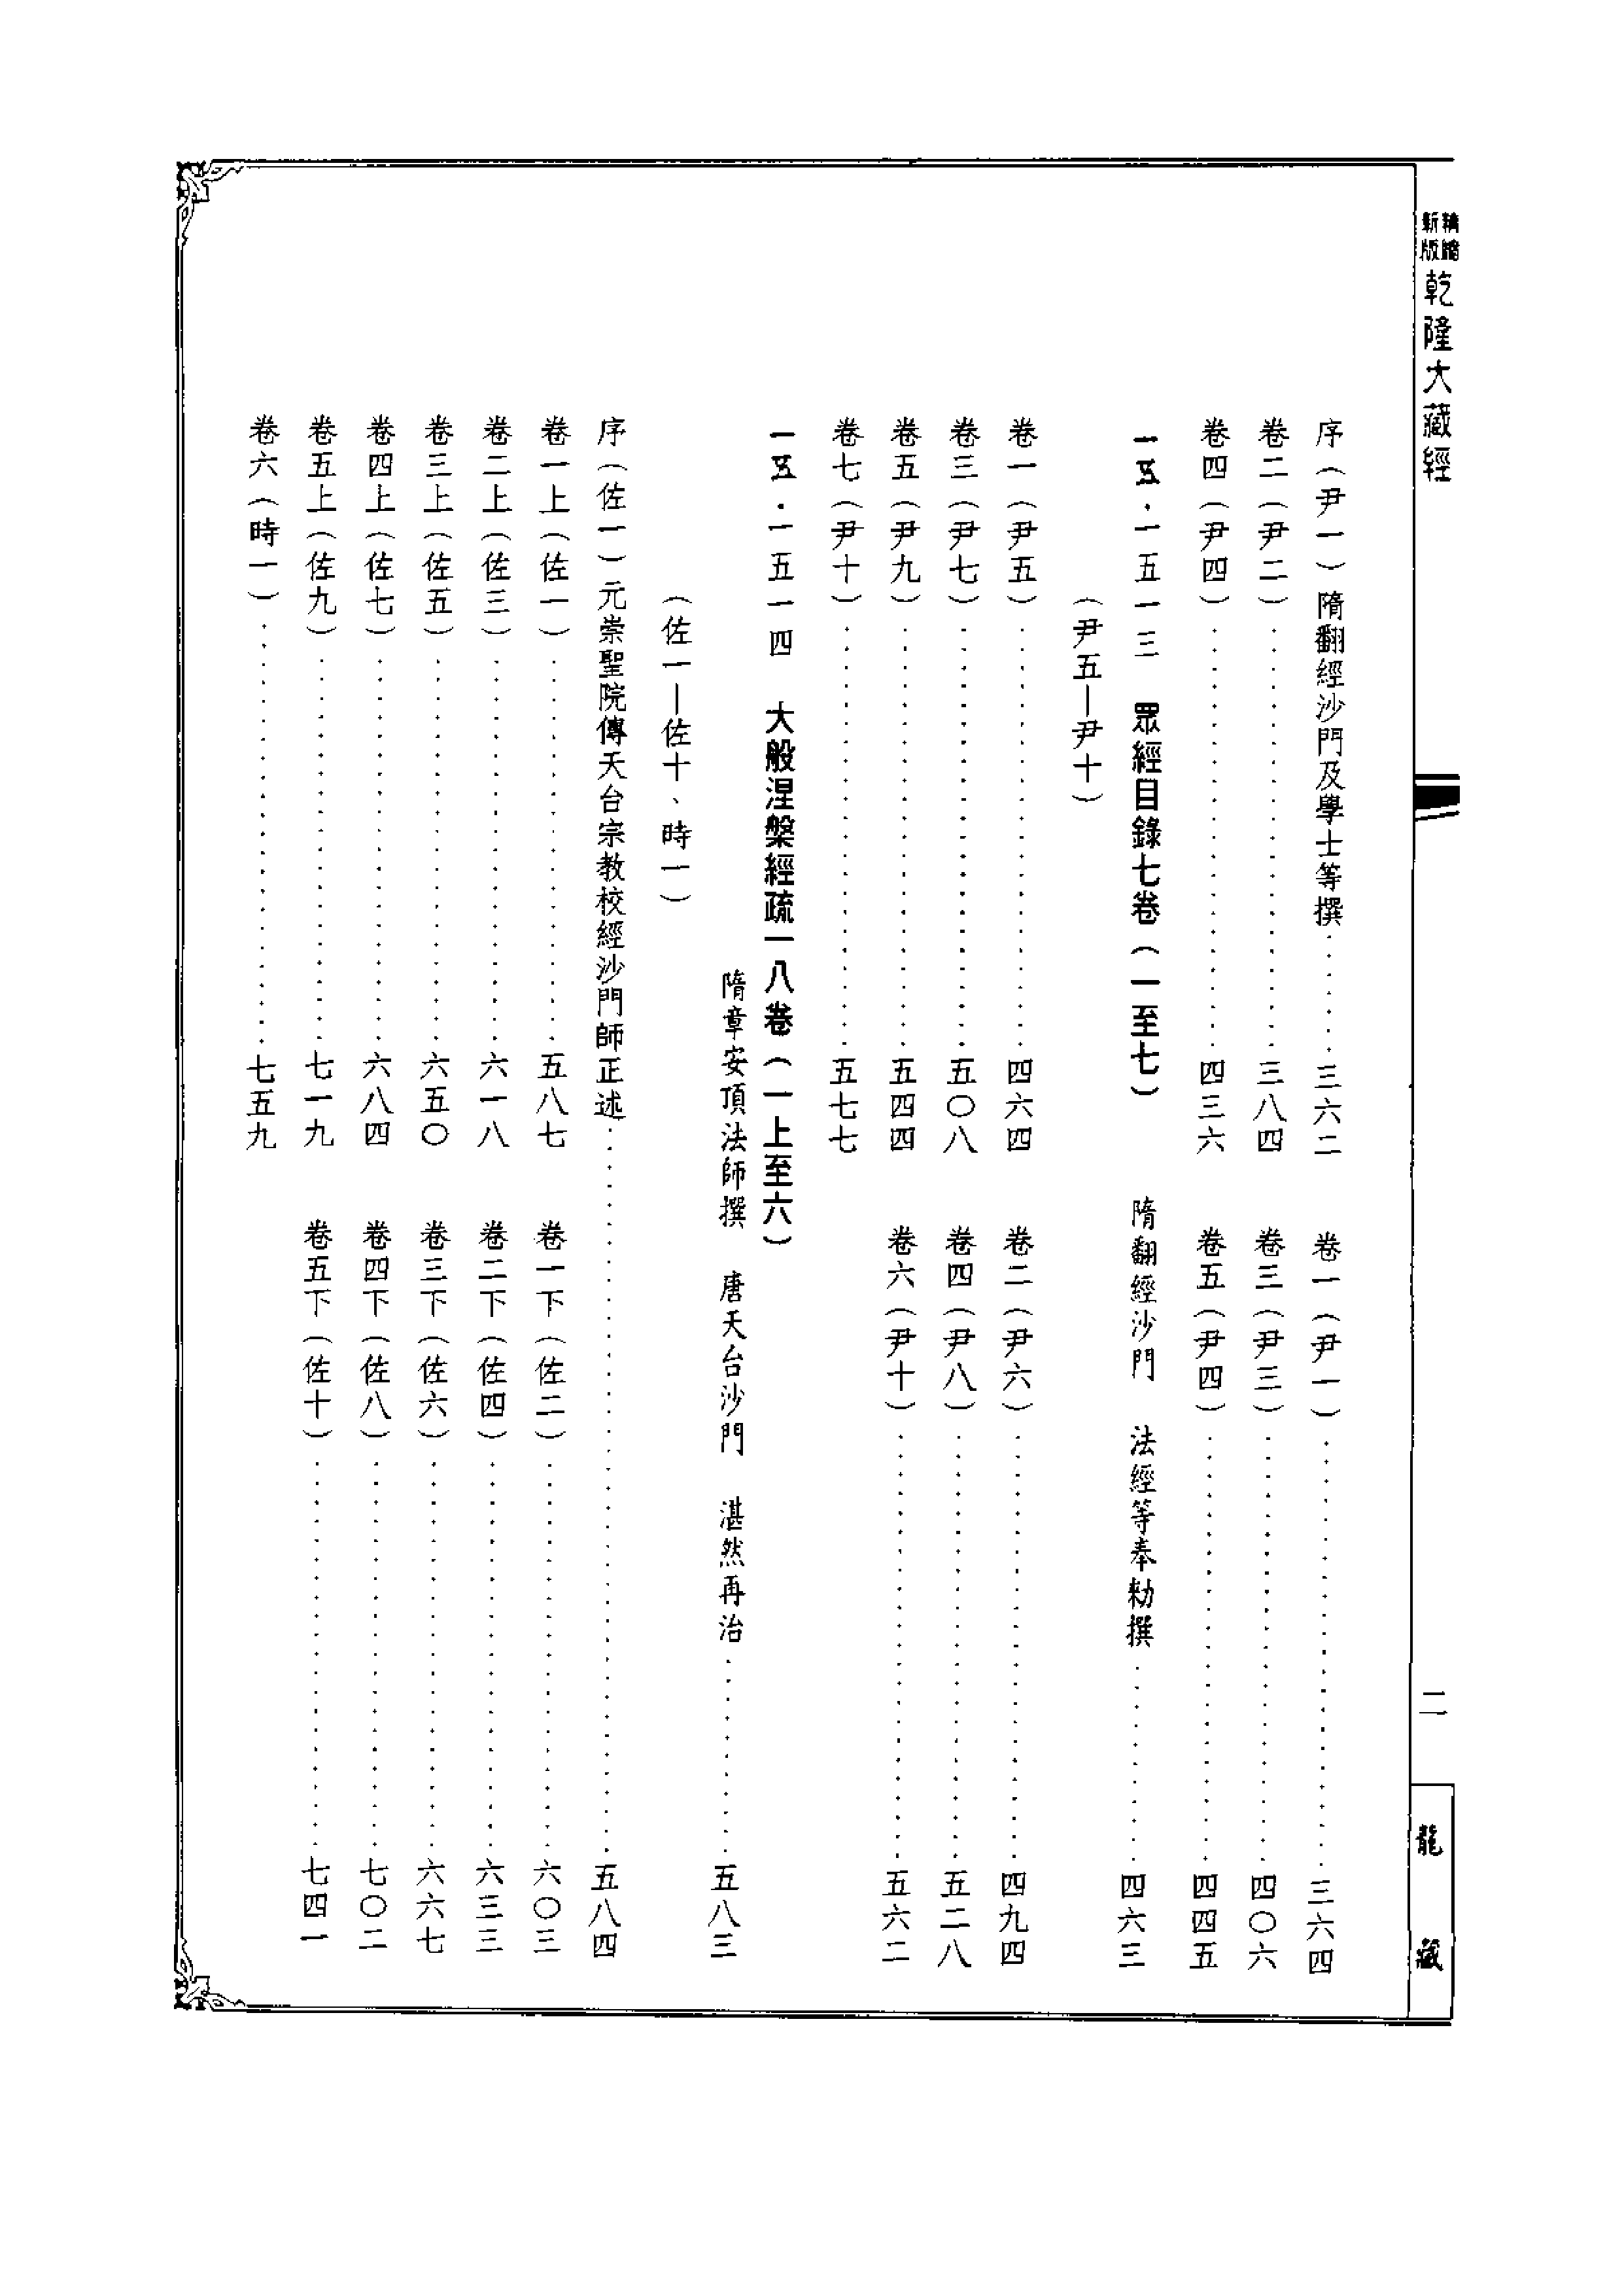 精縮新版 乾隆大藏經
二
龍藏
序（尹一）隋翻經沙門及學士等撰……三六二　卷一（尹一）……三六四
卷二（尹二）……三八四　卷三（尹三）……四〇六
卷四（尹四）……四三六　卷五（尹四）……四四五
一五·一五一三　眾經目錄七卷（一至七）　隋翻經沙門　法經等奉勅撰……四六三
（尹五—尹十）
卷一（尹五）……四六四　卷二（尹六）……四九四
卷三（尹七）……五〇八　卷四（尹八）……五二八
卷五（尹九）……五四四　卷六（尹十）……五六二
卷七（尹十）……五七七
一五·一五一四　大般涅槃經疏一八卷（一上至六）
隋章安頂法師撰　唐天台沙門　湛然再治……五八三
（佐一—佐十、時一）
序（佐一）元崇聖院傳天台宗教校經沙門師正述……五八四
卷一上（佐一）……五八七　卷一下（佐二）……六〇三
卷二上（佐三）……六一八　卷二下（佐四）……六三三
卷三上（佐五）……六五〇　卷三下（佐六）……六六七
卷四上（佐七）……六八四　卷四下（佐八）……七〇二
卷五上（佐九）……七一九　卷五下（佐十）……七四一
卷六（時一）……七五九